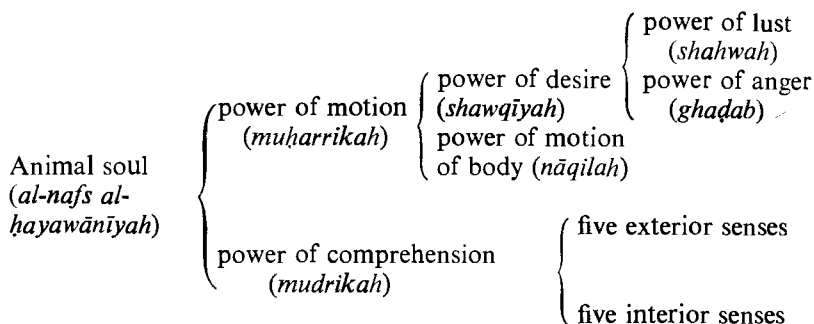 power of lust
(shahwah)
power of anger
(ghaḍab)
power of desire
(shawqīyah)
power of motion
of body (nāqilah)
power of motion
(muḥarrikah)
Animal soul
(al-nafs al-
ḥayawānīyah)
power of comprehension
(mudrikah)
five exterior senses
five interior senses